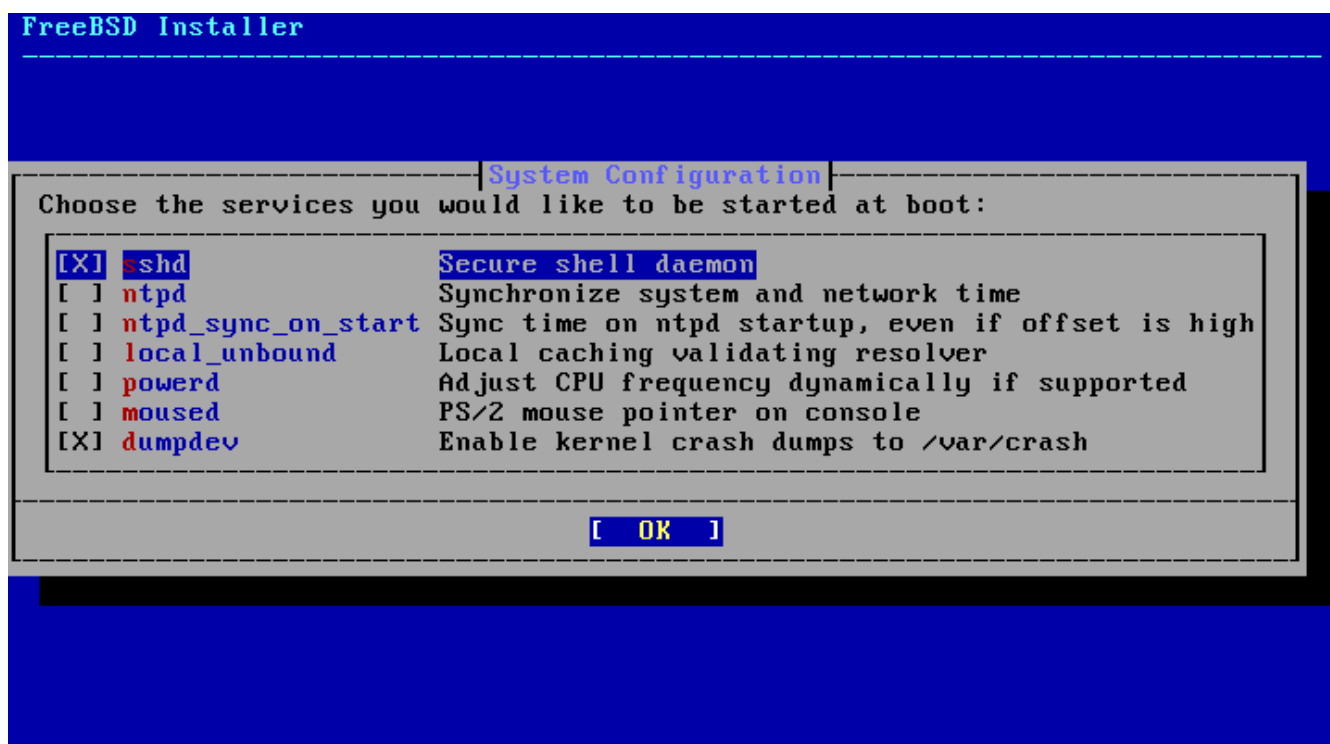 FreeBSD Installer
System Configuration
Choose the services you would like to be started at boot:
[X] sshd Secure shell daemon
[ ] ntpd Synchronize system and network time
[ ] ntpd_sync_on_start Sync time on ntpd startup, even if offset is high
[ ] local_unbound Local caching validating resolver
[ ] powerd Adjust CPU frequency dynamically if supported
[ ] moused PS/2 mouse pointer on console
[X] dumpdev Enable kernel crash dumps to /var/crash
[ OK ]